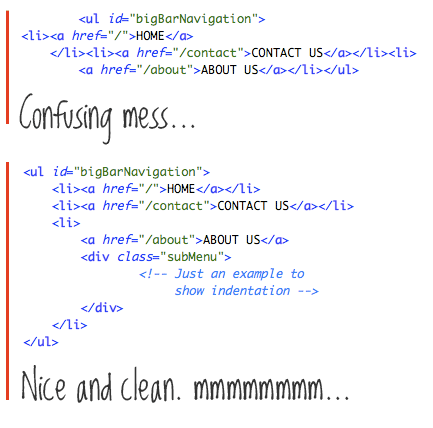 <ul id="bigBarNavigation">
<li><a href="/">HOME</a>
</li><li><a href="/contact">CONTACT US</a></li><li>
<a href="/about">ABOUT US</a></li></ul>
Confusing mess...
<ul id="bigBarNavigation">
<li><a href="/">HOME</a></li>
<li><a href="/contact">CONTACT US</a></li>
<li>
<a href="/about">ABOUT US</a>
<div class="subMenu">
<!-- Just an example to
show indentation -->
</div>
</li>
</ul>
Nice and clean. mmmmmmmm...